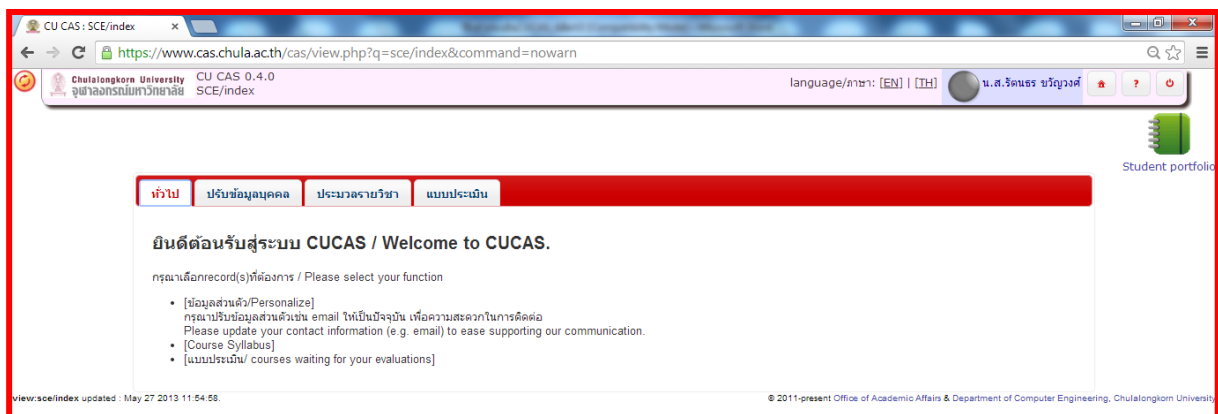 CU CAS : SCE/index
https://www.cas.chula.ac.th/cas/view.php?q=sce/index&command=nowarn
Chulalongkorn University
จุฬาลงกรณ์มหาวิทยาลัย
CU CAS 0.4.0
SCE/index
language/ภาษา: [EN] | [TH]
น.ส.รัตนธร ขวัญวงศ์
?
Student portfolio
ทั่วไป
ปรับข้อมูลบุคคล
ประมวลรายวิชา
แบบประเมิน
ยินดีต้อนรับสู่ระบบ CUCAS / Welcome to CUCAS.
กรุณาเลือกrecord(s)ที่ต้องการ / Please select your function
• [ข้อมูลส่วนตัว/Personalize]
กรุณาปรับข้อมูลส่วนตัวเช่น email ให้เป็นปัจจุบัน เพื่อความสะดวกในการติดต่อ
Please update your contact information (e.g. email) to ease supporting our communication.
• [Course Syllabus]
• [แบบประเมิน/ courses waiting for your evaluations]
view:sce/index updated : May 27 2013 11:54:58.
© 2011-present Office of Academic Affairs & Department of Computer Engineering, Chulalongkorn University